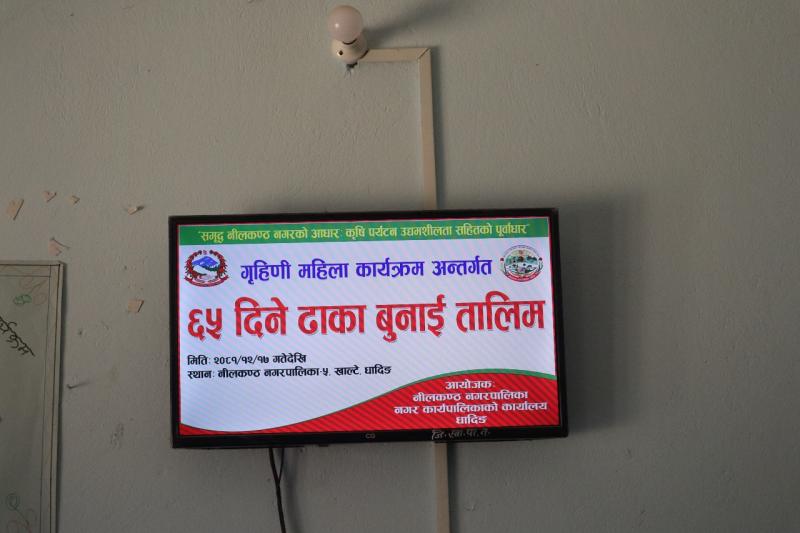 "समृद्ध नीलकण्ठ नगरको आधारः कृषि पर्यटन उद्यमशीलता सहितको पूर्वाधार"
गृहिणी महिला कार्यक्रम अन्तर्गत
६५ दिने ढाका बुनाई तालिम
मितिः २०८१/१२/१७ गतेदेखि
स्थानः नीलकण्ठ नगरपालिका-५, खाल्टे, धादिङ
आयोजकः
नीलकण्ठ नगरपालिका
नगर कार्यपालिकाको कार्यालय
धादिङ
CG